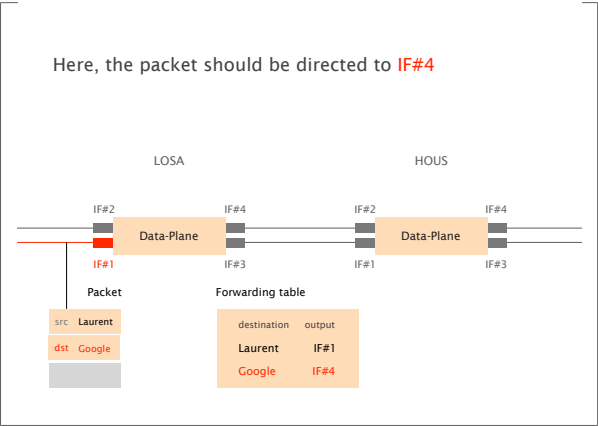 Here, the packet should be directed to IF#4
LOSA HOUS
IF#2 IF#4 IF#2 IF#4
Data-Plane Data-Plane
IF#1 IF#3 IF#1 IF#3
Packet Forwarding table
src Laurent
dst Google
destination output
Laurent IF#1
Google IF#4